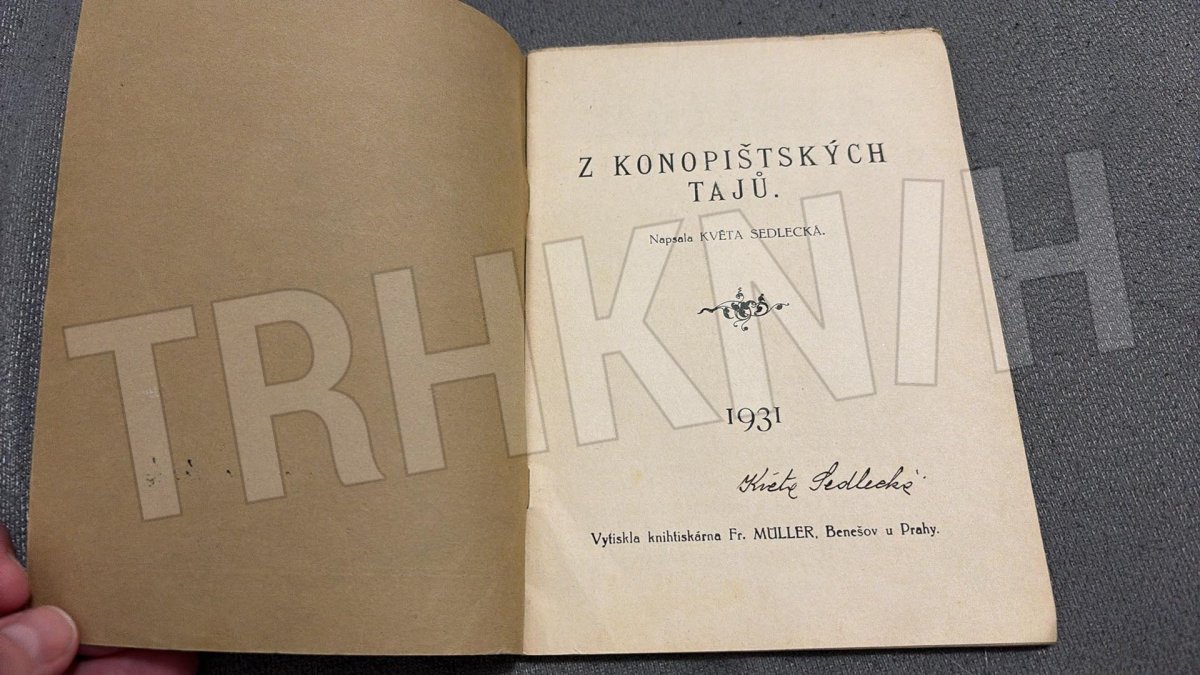 Z KONOPIŠTSKÝCH
TAJŮ.
Napsala KVĚTA SEDLECKÁ.
1931
Květa Sedlecká
Vytiskla knihtiskárna Fr. MÜLLER, Benešov u Prahy.
TRHKNIH